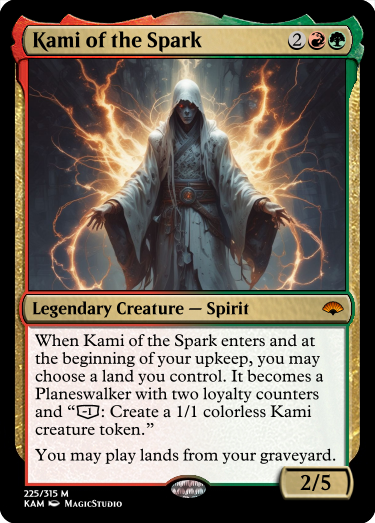 Kami of the Spark 2
Legendary Creature — Spirit
When Kami of the Spark enters and at
the beginning of your upkeep, you may
choose a land you control. It becomes a
Planeswalker with two loyalty counters
and “-1: Create a 1/1 colorless Kami
creature token.”
You may play lands from your graveyard.
2/5
225/315 M
KAM MagicStudio